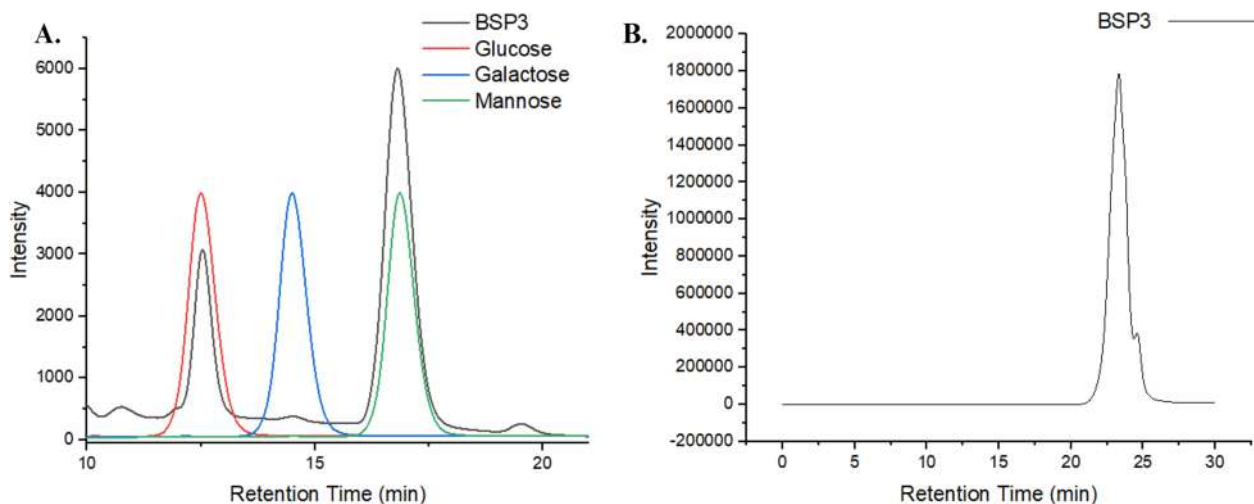 A.
BSP3
Glucose
Galactose
Mannose
6000
5000
4000
3000
2000
1000
0
Intensity
10
15
20
Retention Time (min)
B.
BSP3
2000000
1800000
1600000
1400000
1200000
1000000
800000
600000
400000
200000
0
-200000
Intensity
0
5
10
15
20
25
30
Retention Time (min)